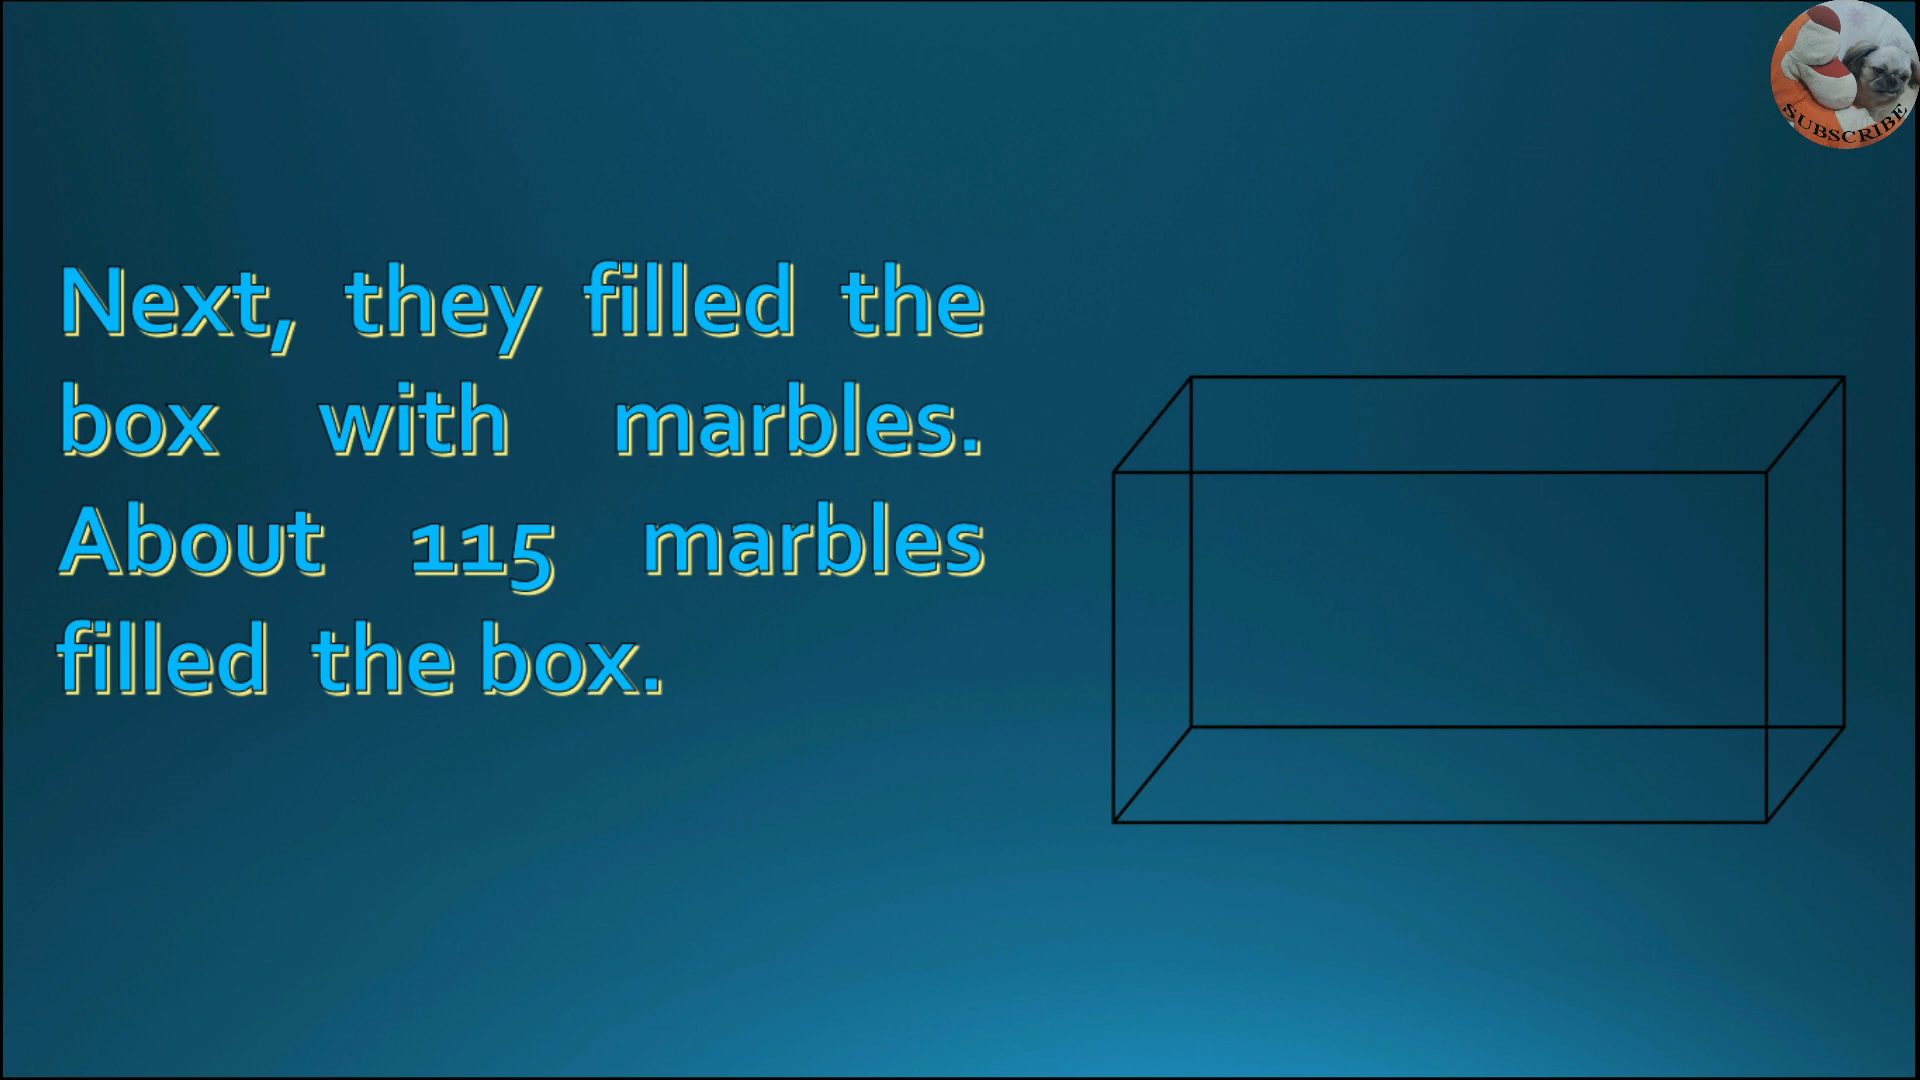 Next, they filled the
box with marbles.
About 115 marbles
filled the box.
SUBSCRIBE